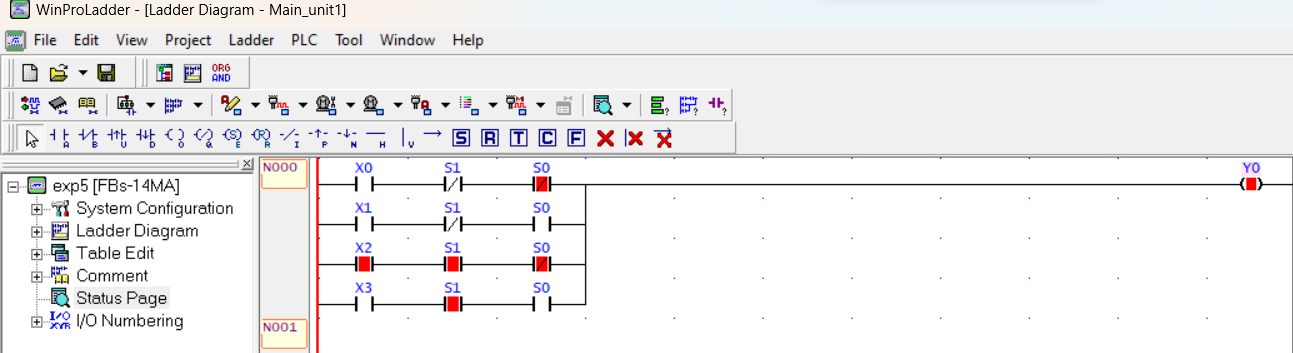 WinProLadder - [Ladder Diagram - Main_unit1]
File Edit View Project Ladder PLC Tool Window Help
ORG
AND
A B U D O Q E R I P N H V
S R T C F
exp5 [FBs-14MA]
System Configuration
Ladder Diagram
Table Edit
Comment
Status Page
I/O Numbering
N000
X0 S1 S0 Y0
X1 S1 S0
X2 S1 S0
X3 S1 S0
N001